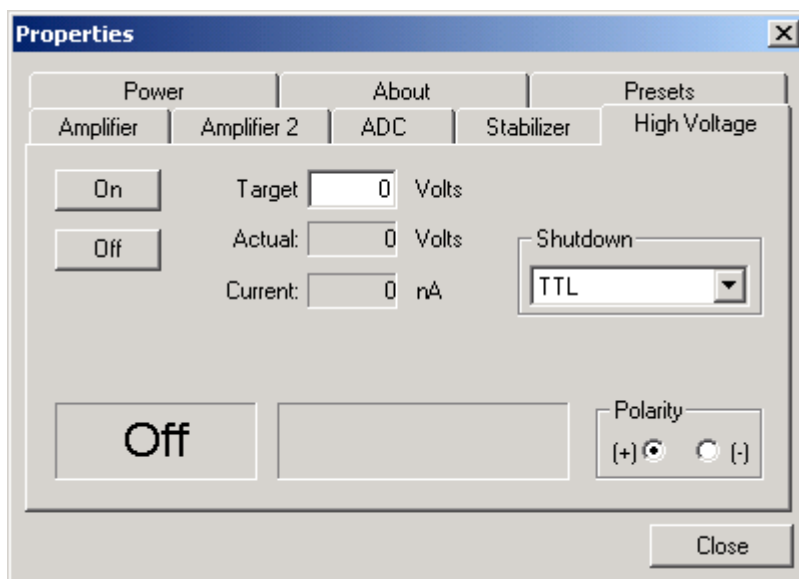 Properties
Power About Presets
Amplifier Amplifier 2 ADC Stabilizer High Voltage
On Target 0 Volts
Off Actual: 0 Volts Shutdown
Current: 0 nA TTL
Off Polarity
(+) (-)
Close